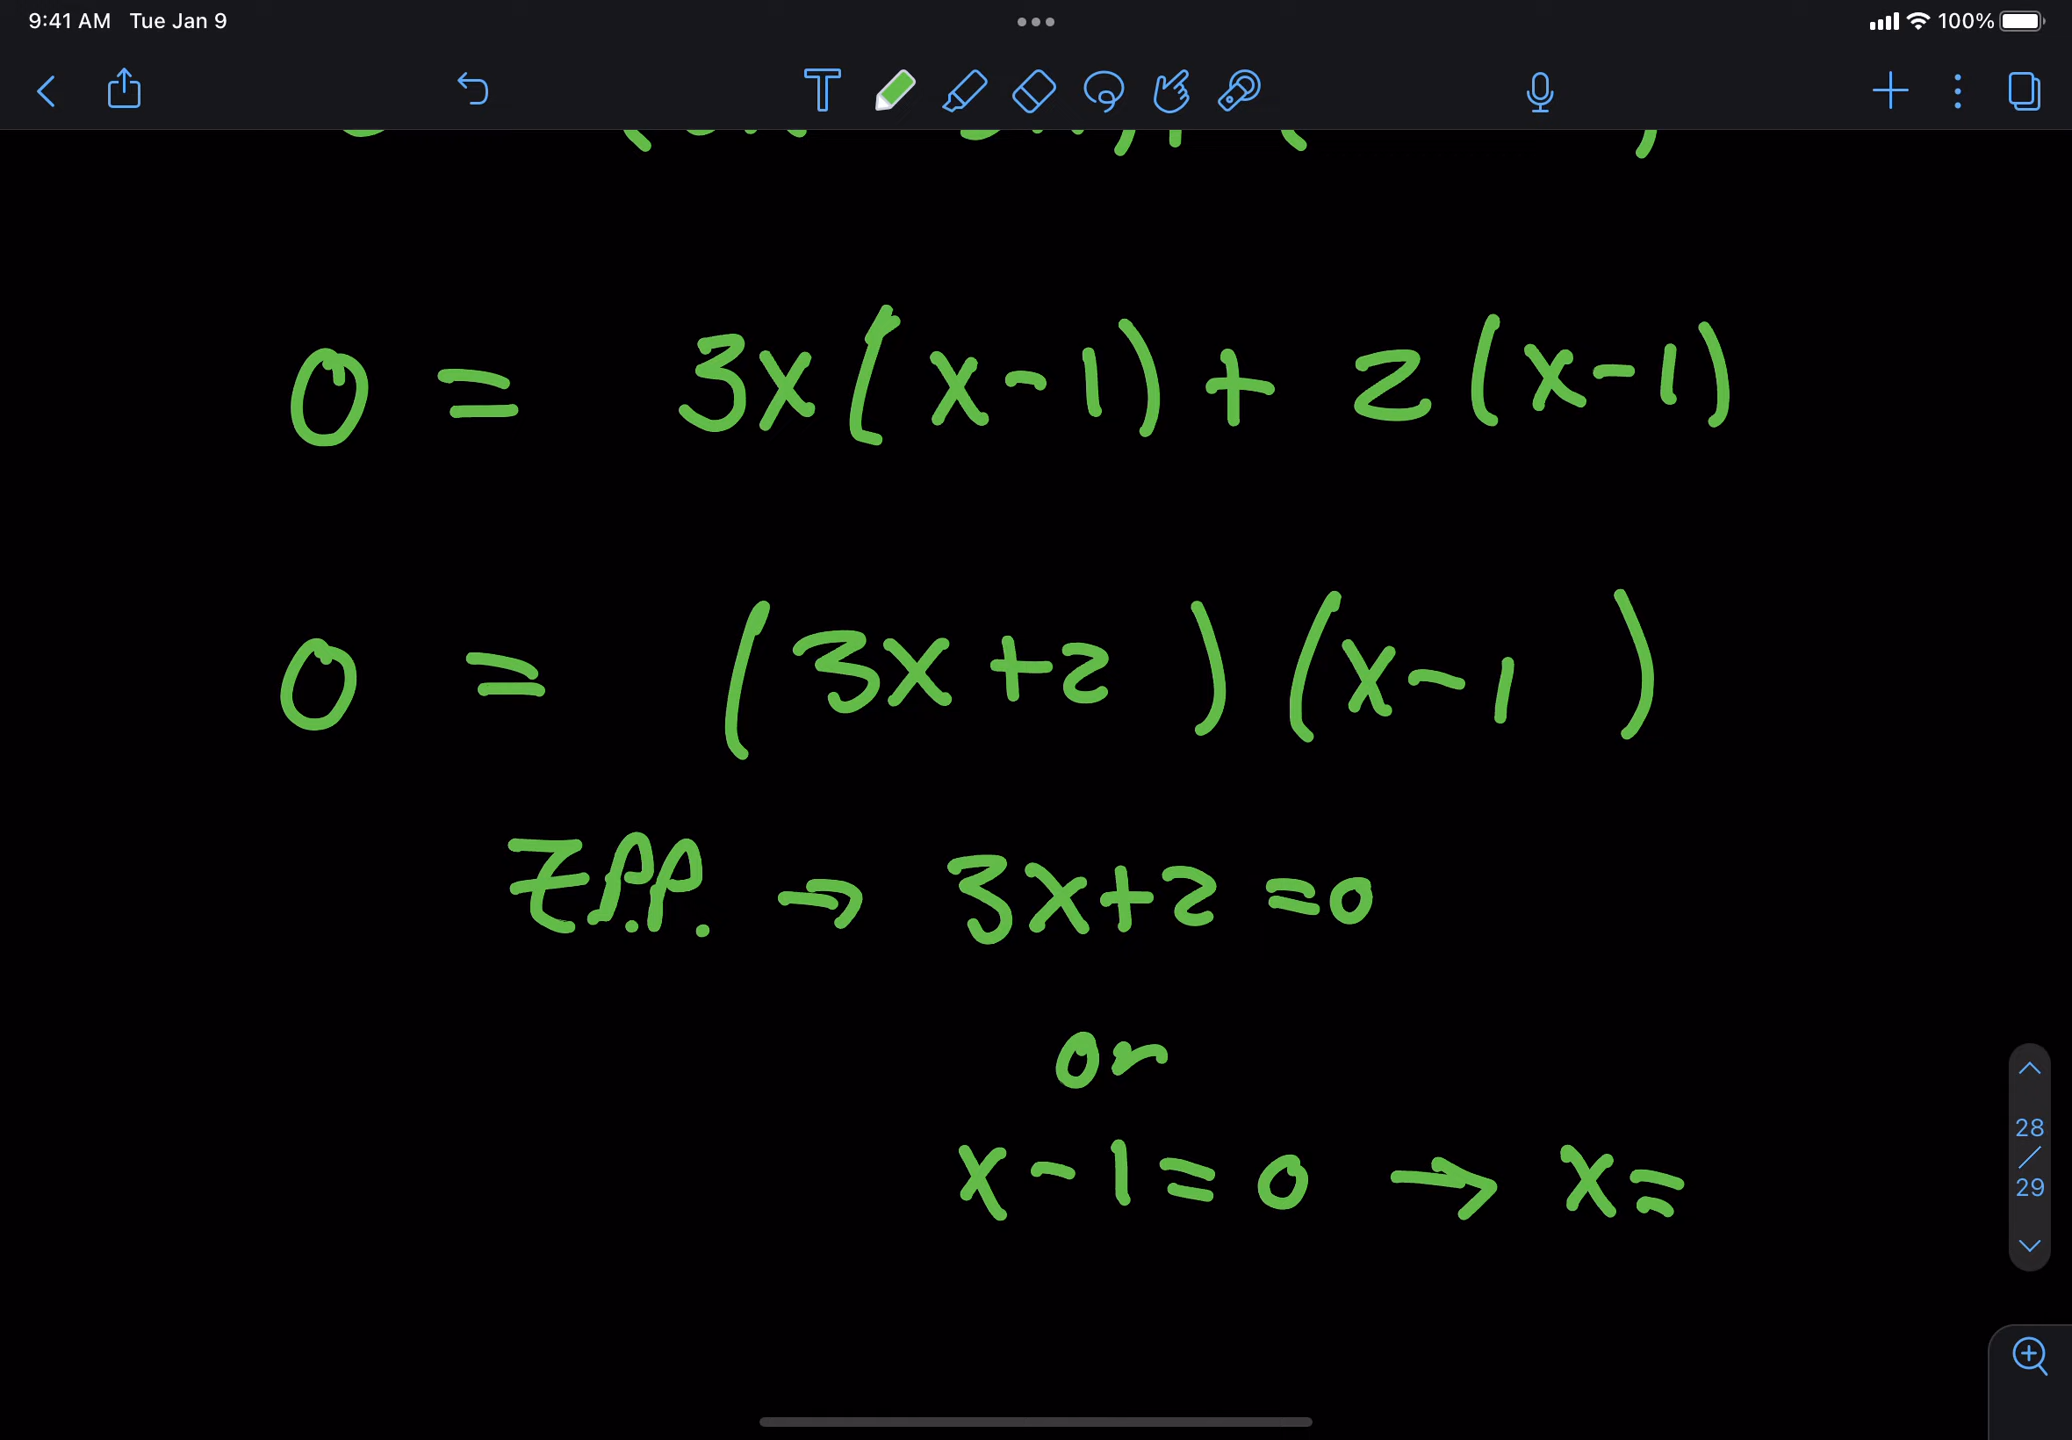 9:41 AM Tue Jan 9 100%
0 = 3x(x-1) + 2(x-1)
0 = (3x+2)(x-1)
Z.P.P. → 3x+2=0
or
x-1=0 → x=
28
/
29